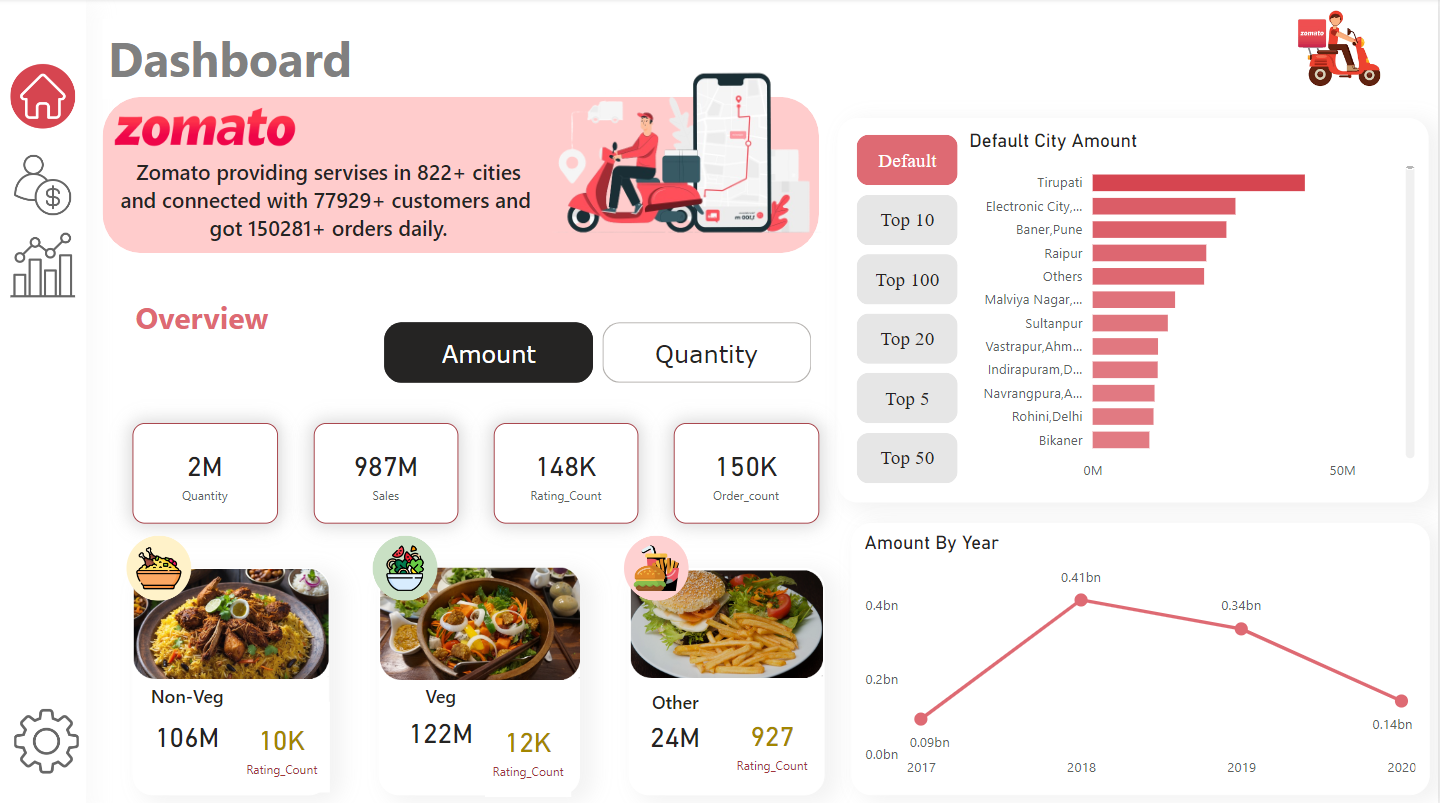 Dashboard
zomato
zomato
Zomato providing servises in 822+ cities
and connected with 77929+ customers and
got 150281+ orders daily.
Overview
Amount
Quantity
2M
Quantity
987M
Sales
148K
Rating_Count
150K
Order_count
Non-Veg
106M
10K
Rating_Count
Veg
122M
12K
Rating_Count
Other
24M
927
Rating_Count
Default
Top 10
Top 100
Top 20
Top 5
Top 50
Default City Amount
Tirupati
Electronic City,...
Baner,Pune
Raipur
Others
Malviya Nagar,...
Sultanpur
Vastrapur,Ahm...
Indirapuram,D...
Navrangpura,A...
Rohini,Delhi
Bikaner
0M 50M
Amount By Year
0.4bn
0.2bn
0.0bn
0.09bn
0.41bn
0.34bn
0.14bn
2017 2018 2019 2020